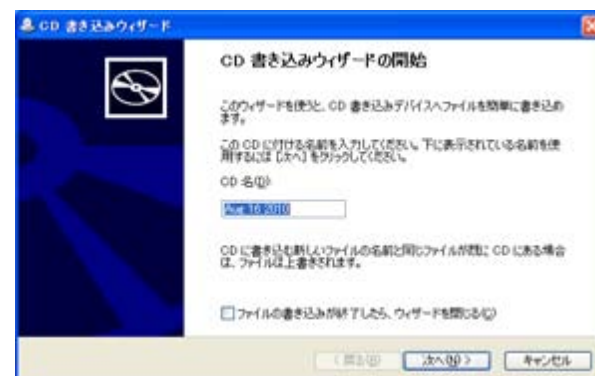 CD 書き込みウィザード
CD 書き込みウィザードの開始
このウィザードを使うと、CD 書き込みデバイスへファイルを簡単に書き込め
ます。
この CD に付ける名前を入力してください。下に表示されている名前を使
用するには [次へ] をクリックしてください。
CD 名(D):
Aug 16 2010
CD に書き込む新しいファイルの名前と同じファイルが既に CD にある場合
は、ファイルは上書きされます。
ファイルの書き込みが終了したら、ウィザードを閉じる(C)
< 戻る(B)
次へ(N) >
キャンセル